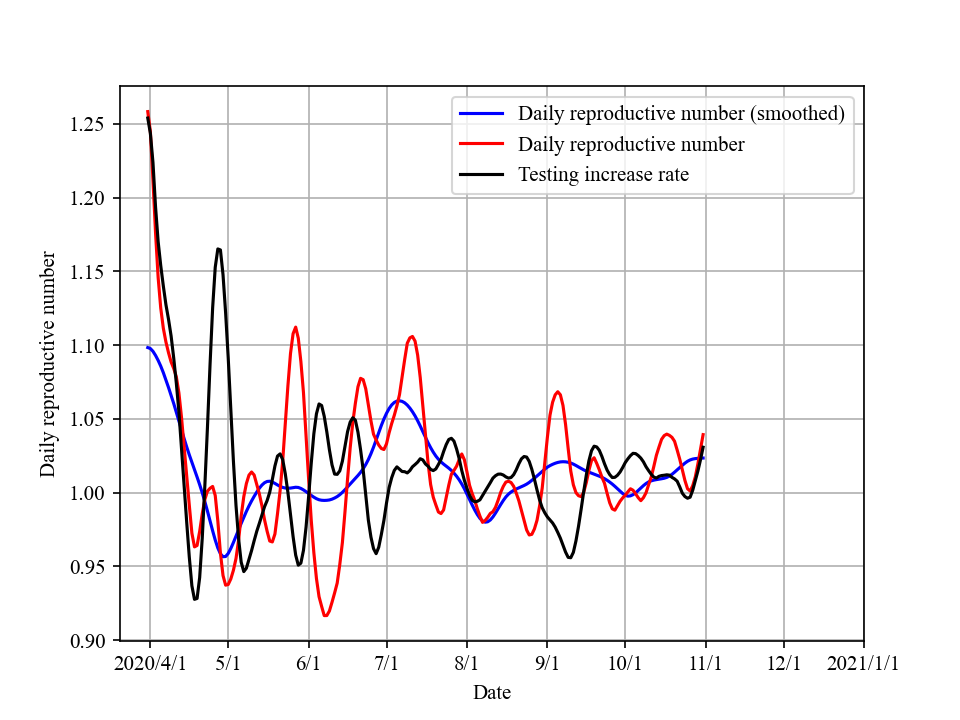 Daily reproductive number (smoothed)
Daily reproductive number
Testing increase rate
Daily reproductive number
1.25
1.20
1.15
1.10
1.05
1.00
0.95
0.90
2020/4/1 5/1 6/1 7/1 8/1 9/1 10/1 11/1 12/1 2021/1/1
Date